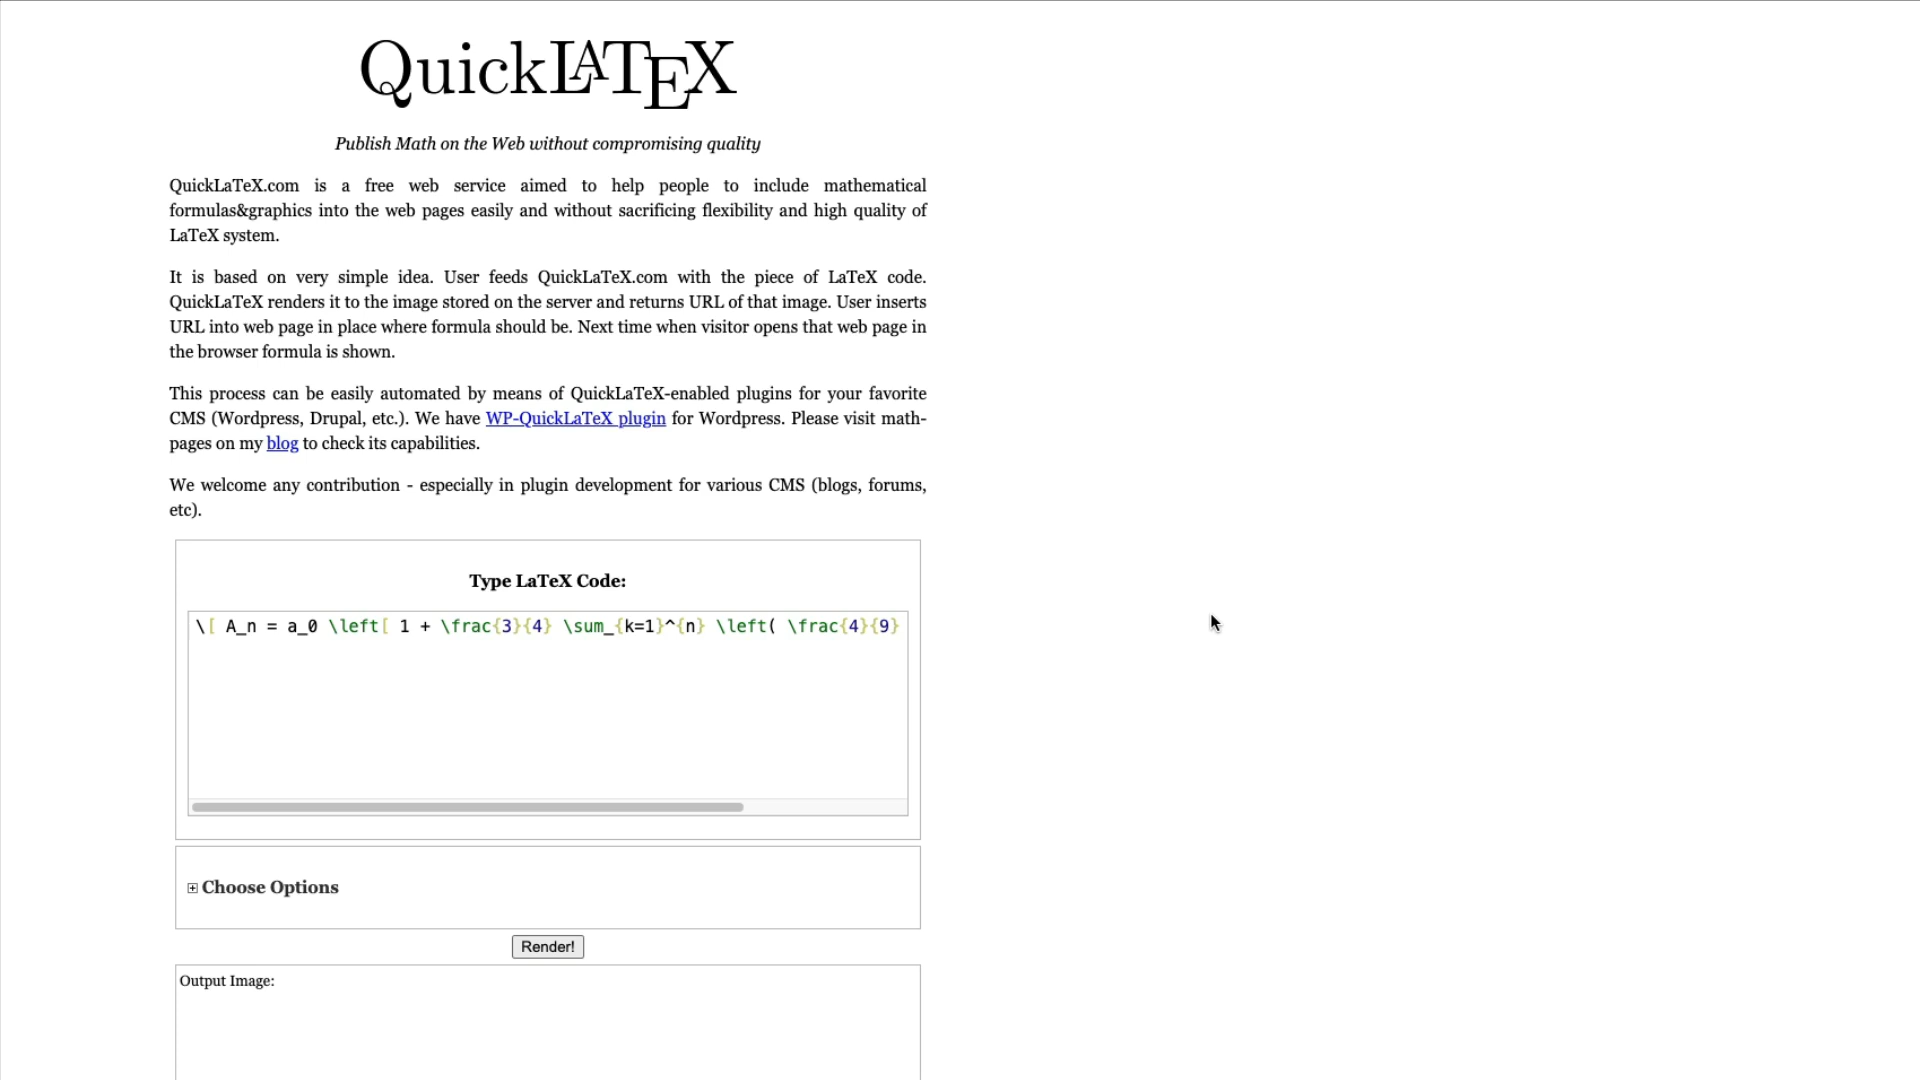 QuickLATEX
Publish Math on the Web without compromising quality
QuickLaTeX.com is a free web service aimed to help people to include mathematical
formulas&graphics into the web pages easily and without sacrificing flexibility and high quality of
LaTeX system.
It is based on very simple idea. User feeds QuickLaTeX.com with the piece of LaTeX code.
QuickLaTeX renders it to the image stored on the server and returns URL of that image. User inserts
URL into web page in place where formula should be. Next time when visitor opens that web page in
the browser formula is shown.
This process can be easily automated by means of QuickLaTeX-enabled plugins for your favorite
CMS (Wordpress, Drupal, etc.). We have WP-QuickLaTeX plugin for Wordpress. Please visit math-
pages on my blog to check its capabilities.
We welcome any contribution - especially in plugin development for various CMS (blogs, forums,
etc).
Type LaTeX Code:
\[ A_n = a_0 \left[ 1 + \frac{3}{4} \sum_{k=1}^{n} \left( \frac{4}{9}
Choose Options
Render!
Output Image: